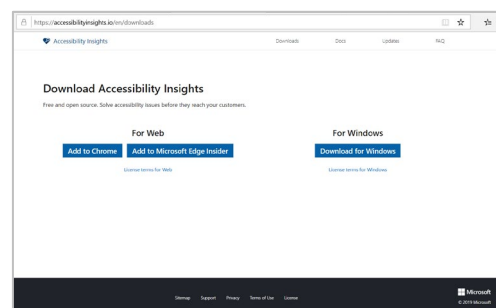 https://accessibilityinsights.io/en/downloads
Accessibility Insights
Downloads
Docs
Updates
FAQ
Download Accessibility Insights
Free and open source. Solve accessibility issues before they reach your customers.
For Web
Add to Chrome
Add to Microsoft Edge Insider
License terms for Web
For Windows
Download for Windows
License terms for Windows
Sitemap
Support
Privacy
Terms of Use
License
Microsoft
© 2019 Microsoft